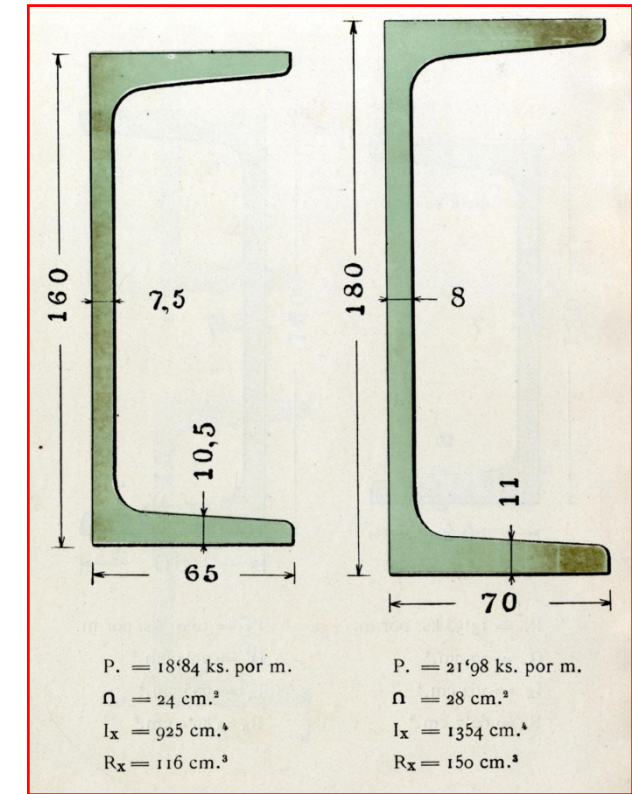 160
7,5
10,5
65
P. = 18‘84 ks. por m.
Ω = 24 cm.²
Ix = 925 cm.⁴
Rx = 116 cm.³
180
8
11
70
P. = 21‘98 ks. por m.
Ω = 28 cm.²
Ix = 1354 cm.⁴
Rx = 150 cm.³